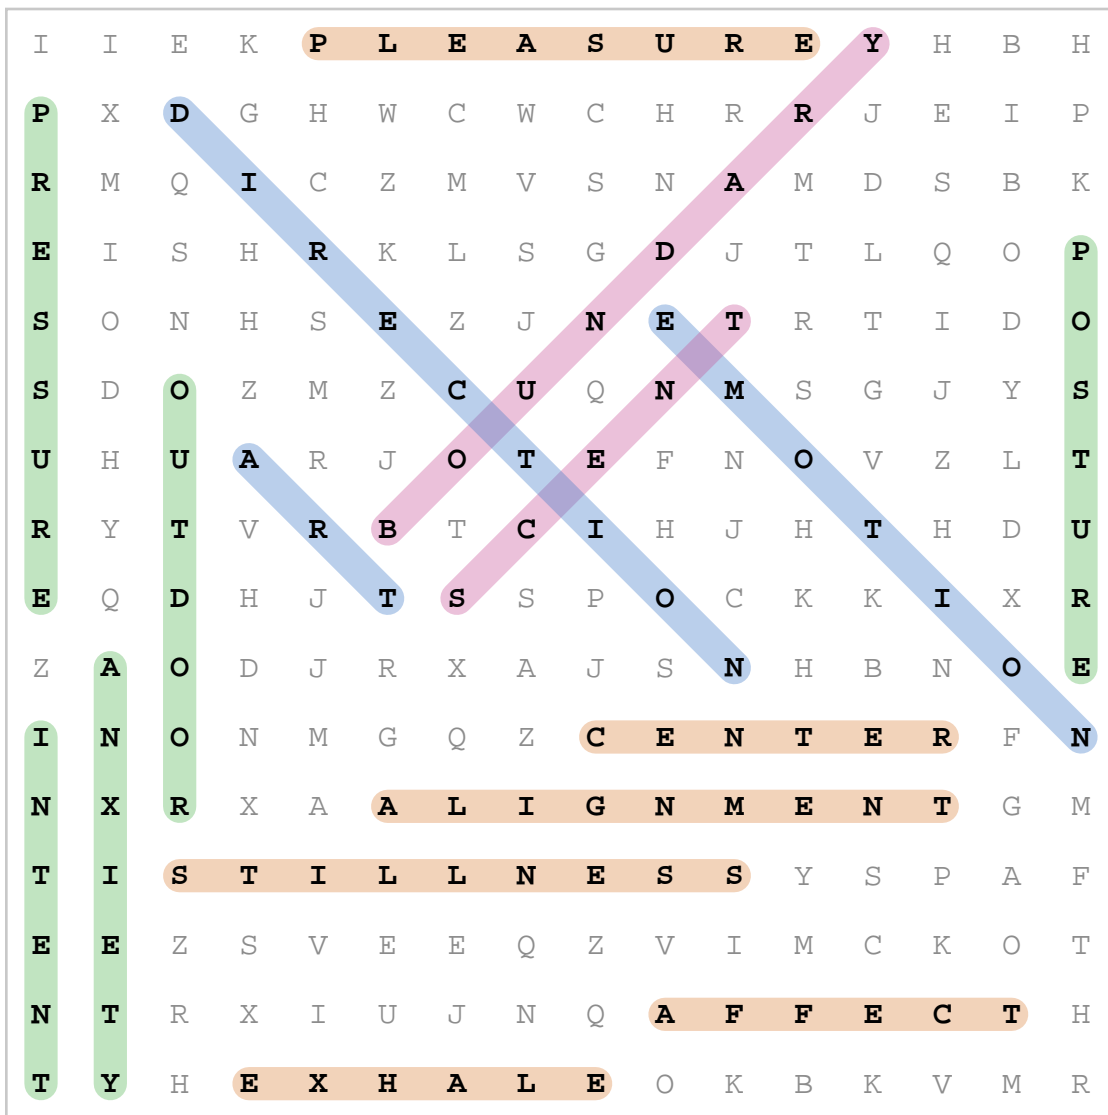 I I E K P L E A S U R E Y H B H
P X D G H W C W C H R R J E I P
R M Q I C Z M V S N A M D S B K
E I S H R K L S G D J T L Q O P
S O N H S E Z J N E T R T I D O
S D O Z M Z C U Q N M S G J Y S
U H U A R J O T E F N O V Z L T
R Y T V R B T C I H J H T H D U
E Q D H J T S S P O C K K I X R
Z A O D J R X A J S N H B N O E
I N O N M G Q Z C E N T E R F N
N X R X A A L I G N M E N T G M
T I S T I L L N E S S Y S P A F
E E Z S V E E Q Z V I M C K O T
N T R X I U J N Q A F F E C T H
T Y H E X H A L E O K B K V M R